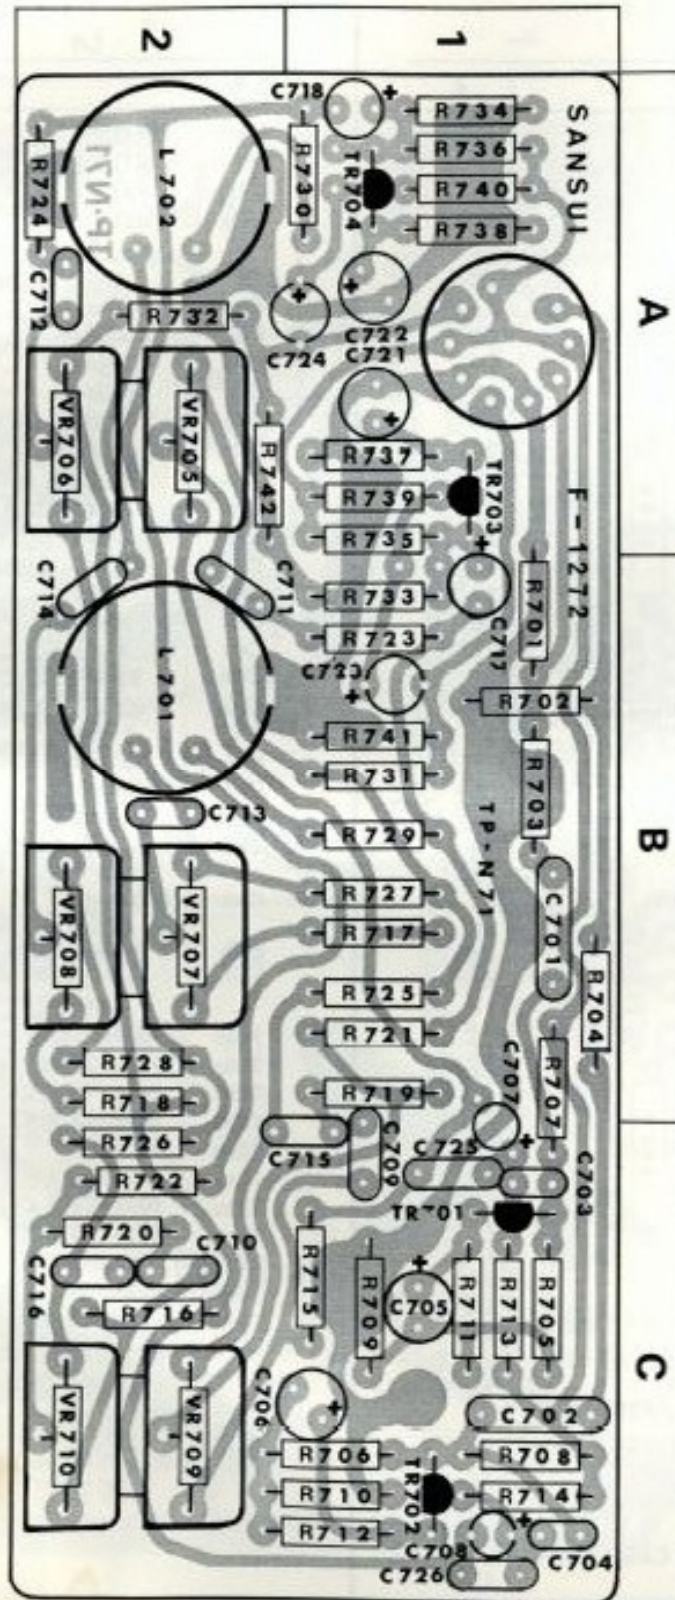 2
1
C718
R734
SANSUI
R736
R740
R738
R724
TP-N71
L702
R730
TR704
C712
R732
C724
C722
C721
A
VR706
VR705
R742
R737
R739
R735
TR703
F-1272
C714
C711
R733
R723
C717
R701
L701
C723
R702
R741
R731
R703
C713
R729
TP-N71
B
VR708
VR707
R727
R717
C701
R725
R721
R704
R728
R718
R726
R722
R719
C707
R707
C715
C709
C725
C703
TR701
R720
C710
C716
R716
R715
R709
C705
R711
R713
R705
C
VR710
VR709
C706
C702
R706
R708
R710
TR702
R714
R712
C708
C704
C726